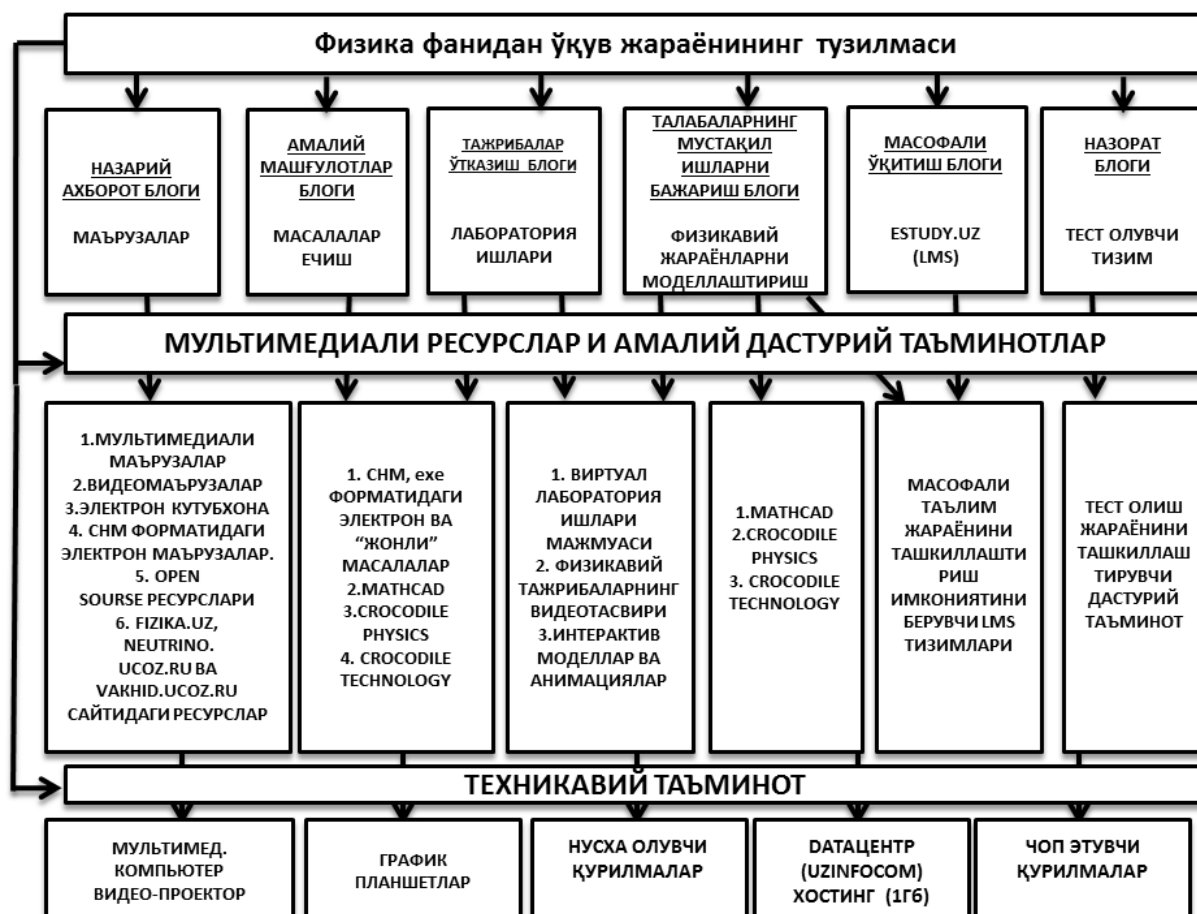 Физика фанидан ўқув жараёнининг тузилмаси
НАЗАРИЙ
АХБОРОТ БЛОГИ
МАЪРУЗАЛАР
АМАЛИЙ
МАШҒУЛОТЛАР
БЛОГИ
МАСАЛАЛАР
ЕЧИШ
ТАЖРИБАЛАР
ЎТКАЗИШ БЛОГИ
ЛАБОРАТОРИЯ
ИШЛАРИ
ТАЛАБАЛАРНИНГ
МУСТАҚИЛ
ИШЛАРНИ
БАЖАРИШ БЛОГИ
ФИЗИКАВИЙ
ЖАРАЁНЛАРНИ
МОДЕЛЛАШТИРИШ
МАСОФАЛИ
ЎҚИТИШ БЛОГИ
ESTUDY.UZ
(LMS)
НАЗОРАТ
БЛОГИ
ТЕСТ ОЛУВЧИ
ТИЗИМ
МУЛЬТИМЕДИАЛИ РЕСУРСЛАР И АМАЛИЙ ДАСТУРИЙ ТАЪМИНОТЛАР
1.МУЛЬТИМЕДИАЛИ
МАЪРУЗАЛАР
2.ВИДЕОМАЪРУЗАЛАР
3.ЭЛЕКТРОН КУТУБХОНА
4. CHM ФОРМАТИДАГИ
ЭЛЕКТРОН МАЪРУЗАЛАР.
5. OPEN
SOURSE РЕСУРСЛАРИ
6. FIZIKA.UZ,
NEUTRINO.
UCOZ.RU ВА
VAKHID.UCOZ.RU
САЙТИДАГИ РЕСУРСЛАР
1. CHM, exe
ФОРМАТИДАГИ
ЭЛЕКТРОН ВА
“ЖОНЛИ”
МАСАЛАЛАР
2.MATHCAD
3.CROCODILE
PHYSICS
4. CROCODILE
TECHNOLOGY
1. ВИРТУАЛ
ЛАБОРАТОРИЯ
ИШЛАРИ
МАЖМУАСИ
2. ФИЗИКАВИЙ
ТАЖРИБАЛАРНИНГ
ВИДЕОТАСВИРИ
3.ИНТЕРАКТИВ
МОДЕЛЛАР ВА
АНИМАЦИЯЛАР
1.MATHCAD
2.CROCODILE
PHYSICS
3. CROCODILE
TECHNOLOGY
МАСОФАЛИ
ТАЪЛИМ
ЖАРАЁНИНИ
ТАШКИЛЛАШТИ
РИШ
ИМКОНИЯТИНИ
БЕРУВЧИ LMS
ТИЗИМЛАРИ
ТЕСТ ОЛИШ
ЖАРАЁНИНИ
ТАШКИЛЛАШ
ТИРУВЧИ
ДАСТУРИЙ
ТАЪМИНОТ
ТЕХНИКАВИЙ ТАЪМИНОТ
МУЛЬТИМЕД.
КОМПЬЮТЕР
ВИДЕО-ПРОЕКТОР
ГРАФИК
ПЛАНШЕТЛАР
НУСХА ОЛУВЧИ
ҚУРИЛМАЛАР
DATAЦЕНТР
(UZINFOCOM)
ХОСТИНГ (1Гб)
ЧОП ЭТУВЧИ
ҚУРИЛМАЛАР